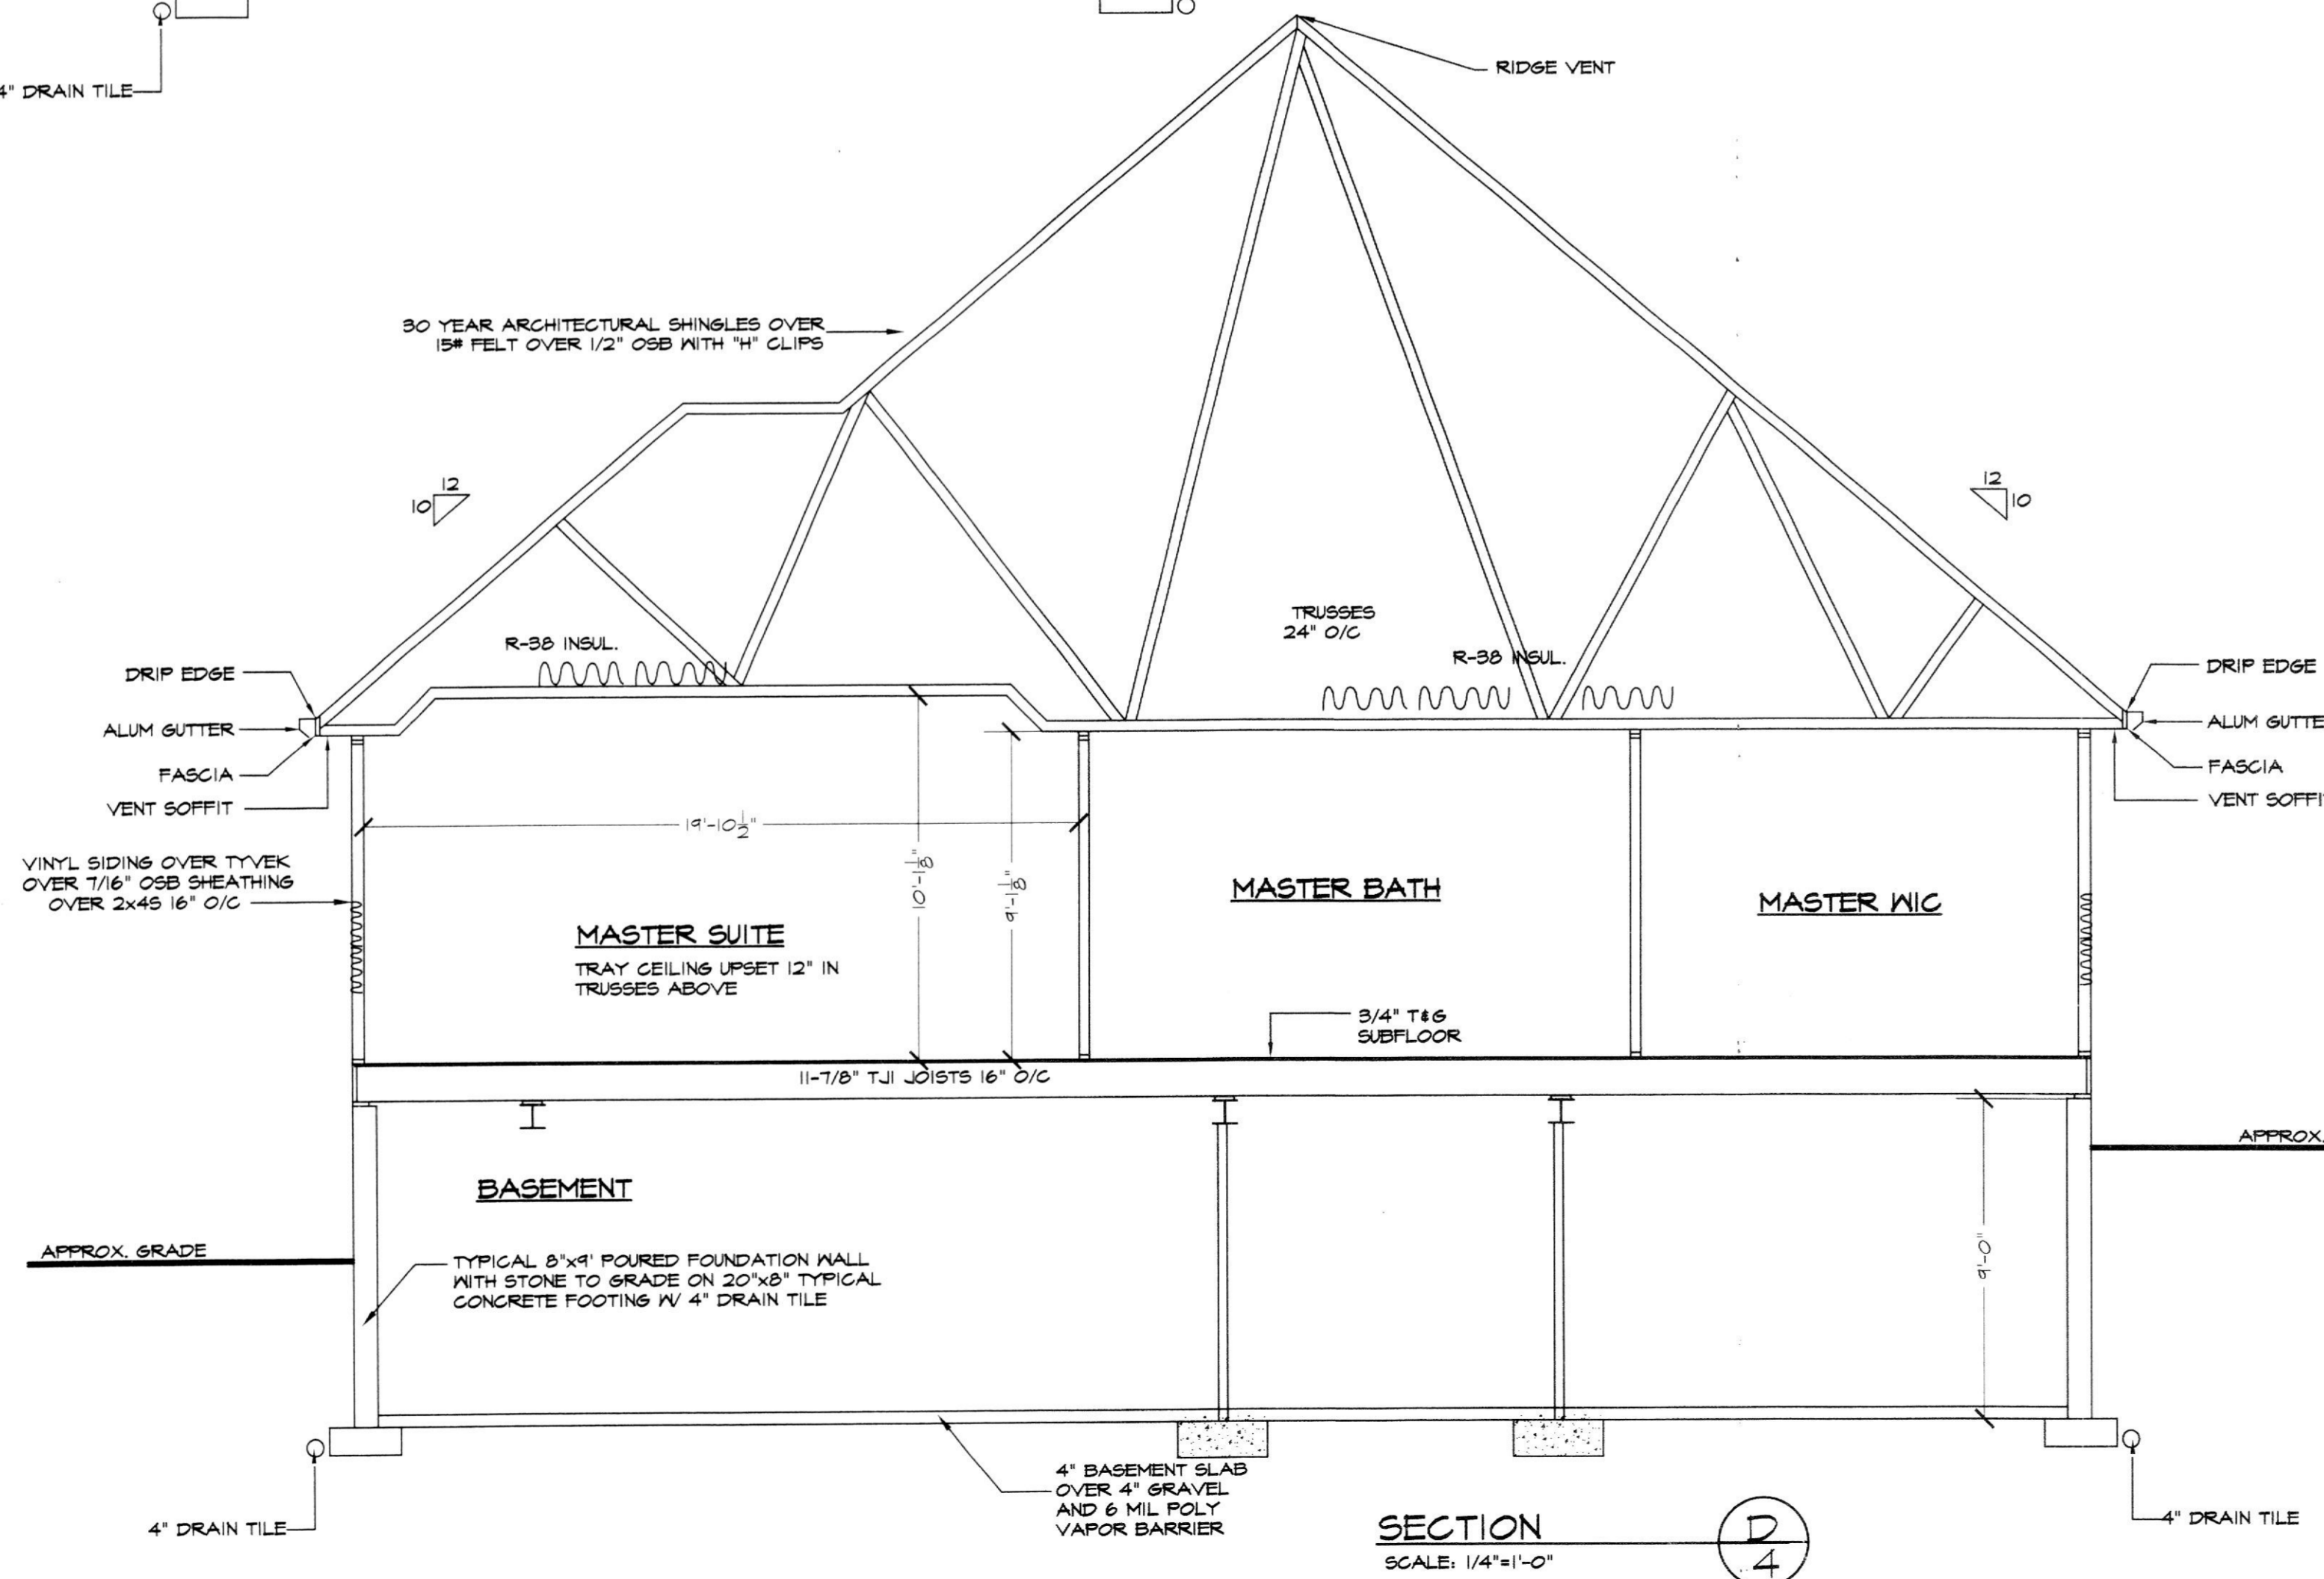 4" DRAIN TILE
RIDGE VENT
30 YEAR ARCHITECTURAL SHINGLES OVER
15# FELT OVER 1/2" OSB WITH "H" CLIPS
12
10
12
10
TRUSSES
24" O/C
R-38 INSUL.
R-38 INSUL.
DRIP EDGE
ALUM GUTTER
FASCIA
VENT SOFFIT
DRIP EDGE
ALUM GUTTE
FASCIA
VENT SOFFI
VINYL SIDING OVER TYVEK
OVER 7/16" OSB SHEATHING
OVER 2x4S 16" O/C
19'-10 1/2"
10'-1 1/8"
9'-1 1/8"
MASTER SUITE
TRAY CEILING UPSET 12" IN
TRUSSES ABOVE
MASTER BATH
MASTER WIC
3/4" T&G
SUBFLOOR
11-7/8" TJI JOISTS 16" O/C
APPROX.
BASEMENT
APPROX. GRADE
TYPICAL 8"x9' POURED FOUNDATION WALL
WITH STONE TO GRADE ON 20"x8" TYPICAL
CONCRETE FOOTING W/ 4" DRAIN TILE
9'-0"
4" BASEMENT SLAB
OVER 4" GRAVEL
AND 6 MIL POLY
VAPOR BARRIER
4" DRAIN TILE
4" DRAIN TILE
SECTION
SCALE: 1/4"=1'-0"
D
4